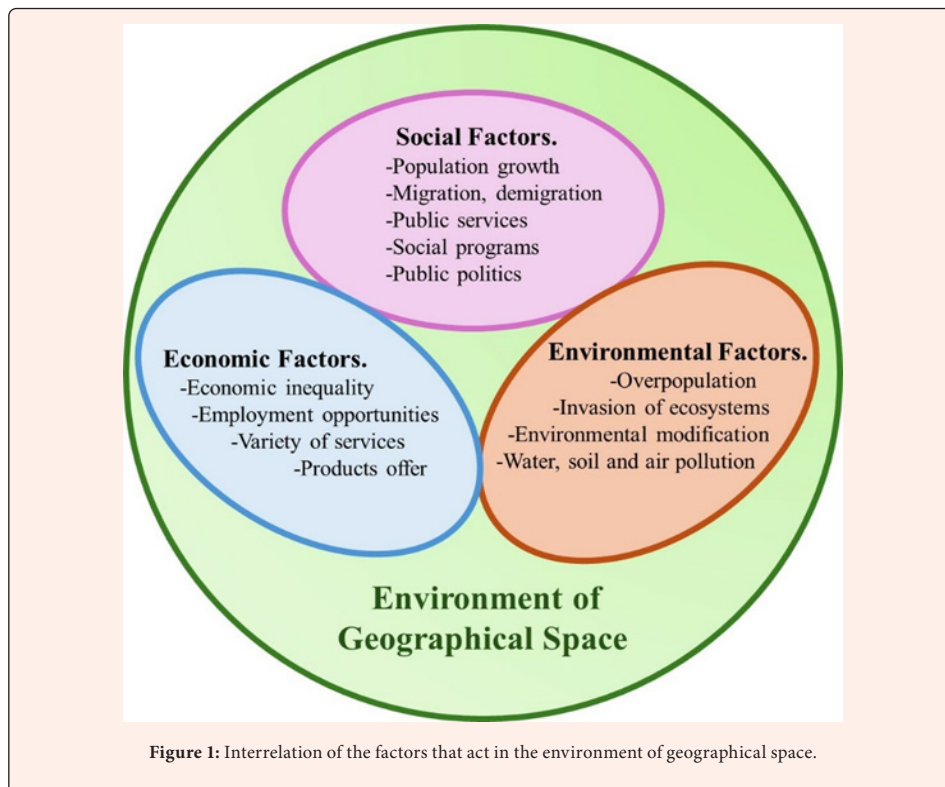 Social Factors.
-Population growth
-Migration, demigration
-Public services
-Social programs
-Public politics
Economic Factors.
-Economic inequality
-Employment opportunities
-Variety of services
-Products offer
Environmental Factors.
-Overpopulation
-Invasion of ecosystems
-Environmental modification
-Water, soil and air pollution
Environment of
Geographical Space
Figure 1: Interrelation of the factors that act in the environment of geographical space.